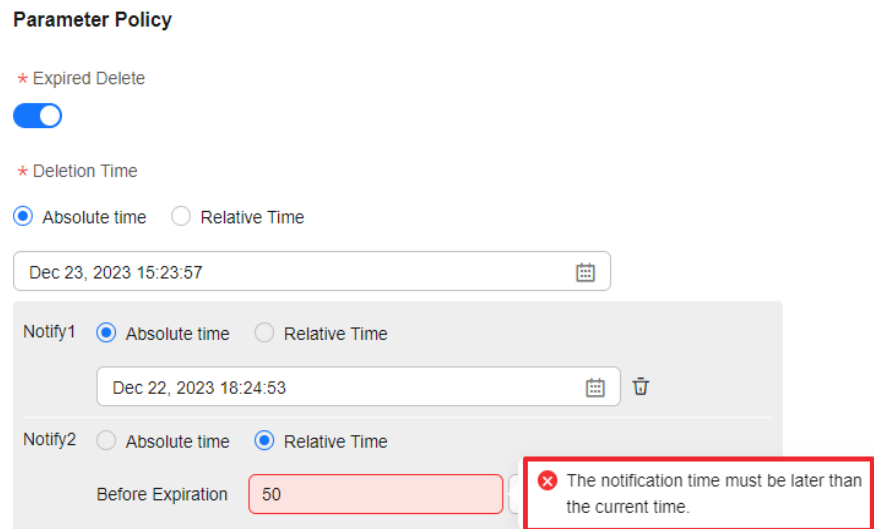 Parameter Policy
* Expired Delete
* Deletion Time
Absolute time Relative Time
Dec 23, 2023 15:23:57
Notify1 Absolute time Relative Time
Dec 22, 2023 18:24:53
Notify2 Absolute time Relative Time
Before Expiration 50
The notification time must be later than
the current time.